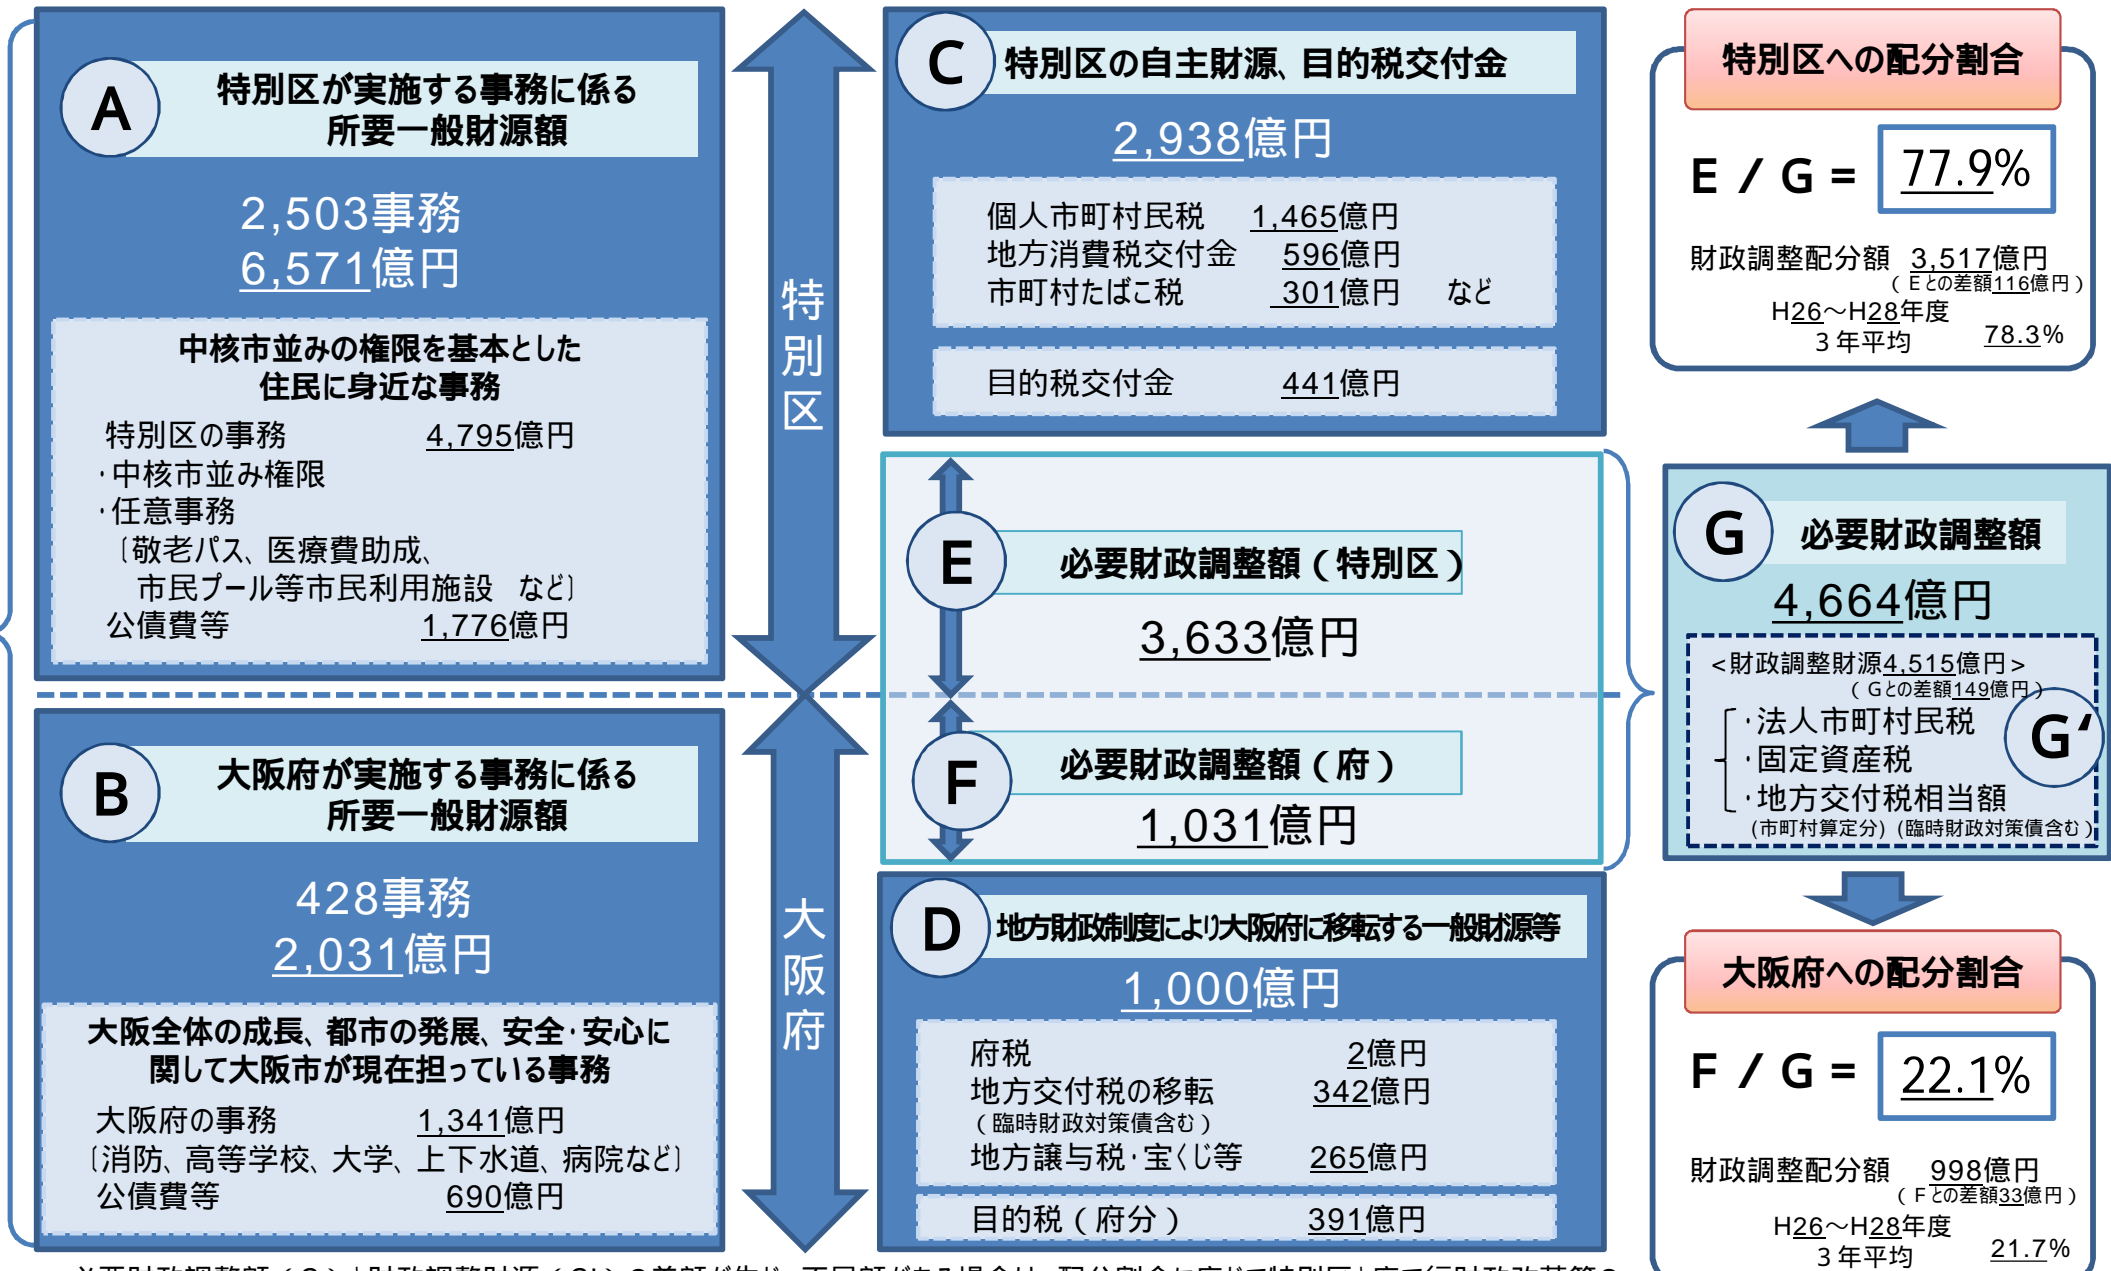 A
特別区が実施する事務に係る
所要一般財源額
2,503事務
6,571億円
中核市並みの権限を基本とした
住民に身近な事務
特別区の事務 4,795億円
・中核市並み権限
・任意事務
〔敬老パス、医療費助成、
市民プール等市民利用施設 など〕
公債費等 1,776億円
B
大阪府が実施する事務に係る
所要一般財源額
428事務
2,031億円
大阪全体の成長、都市の発展、安全・安心に
関して大阪市が現在担っている事務
大阪府の事務 1,341億円
〔消防、高等学校、大学、上下水道、病院など〕
公債費等 690億円
特別区
大阪府
C
特別区の自主財源、目的税交付金
2,938億円
個人市町村民税 1,465億円
地方消費税交付金 596億円
市町村たばこ税 301億円 など
目的税交付金 441億円
E
必要財政調整額（特別区）
3,633億円
F
必要財政調整額（府）
1,031億円
D
地方財政制度により大阪府に移転する一般財源等
1,000億円
府税 2億円
地方交付税の移転 342億円
（臨時財政対策債含む）
地方譲与税・宝くじ等 265億円
目的税（府分） 391億円
特別区への配分割合
E / G = 77.9%
財政調整配分額 3,517億円
（Eとの差額116億円）
H26～H28年度
３年平均 78.3%
G
必要財政調整額
4,664億円
<財政調整財源4,515億円>
（Gとの差額149億円）
G‘
・法人市町村民税
・固定資産税
・地方交付税相当額
(市町村算定分) (臨時財政対策債含む）
大阪府への配分割合
F / G = 22.1%
財政調整配分額 998億円
（Fとの差額33億円）
H26～H28年度
３年平均 21.7%